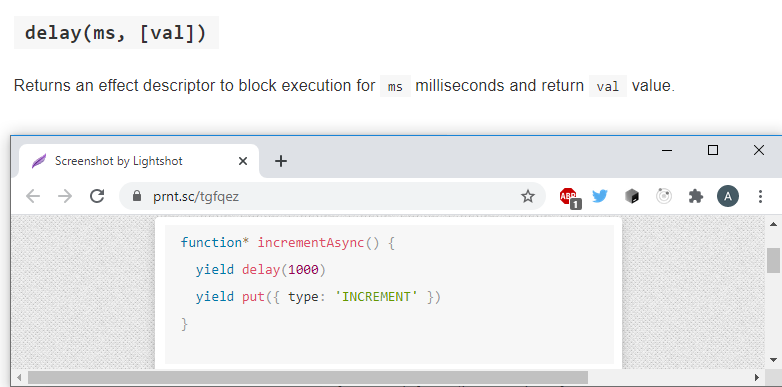 delay(ms, [val])
Returns an effect descriptor to block execution for ms milliseconds and return val value.
Screenshot by Lightshot
prnt.sc/tgfqez
ABP
1
A
function* incrementAsync() {
yield delay(1000)
yield put({ type: 'INCREMENT' })
}